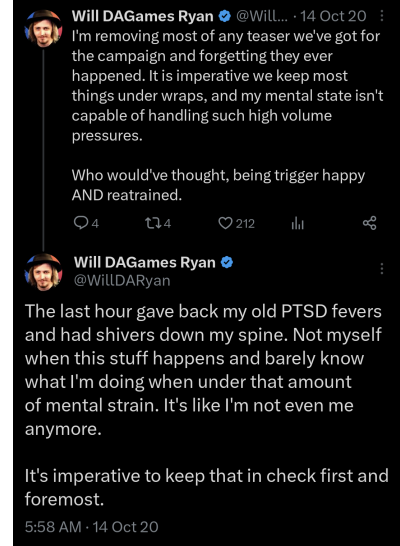 Will DAGames Ryan @Will... · 14 Oct 20
I'm removing most of any teaser we've got for
the campaign and forgetting they ever
happened. It is imperative we keep most
things under wraps, and my mental state isn't
capable of handling such high volume
pressures.
Who would've thought, being trigger happy
AND reatrained.
4 4 212
Will DAGames Ryan
@WillDARyan
The last hour gave back my old PTSD fevers
and had shivers down my spine. Not myself
when this stuff happens and barely know
what I'm doing when under that amount
of mental strain. It's like I'm not even me
anymore.
It's imperative to keep that in check first and
foremost.
5:58 AM · 14 Oct 20